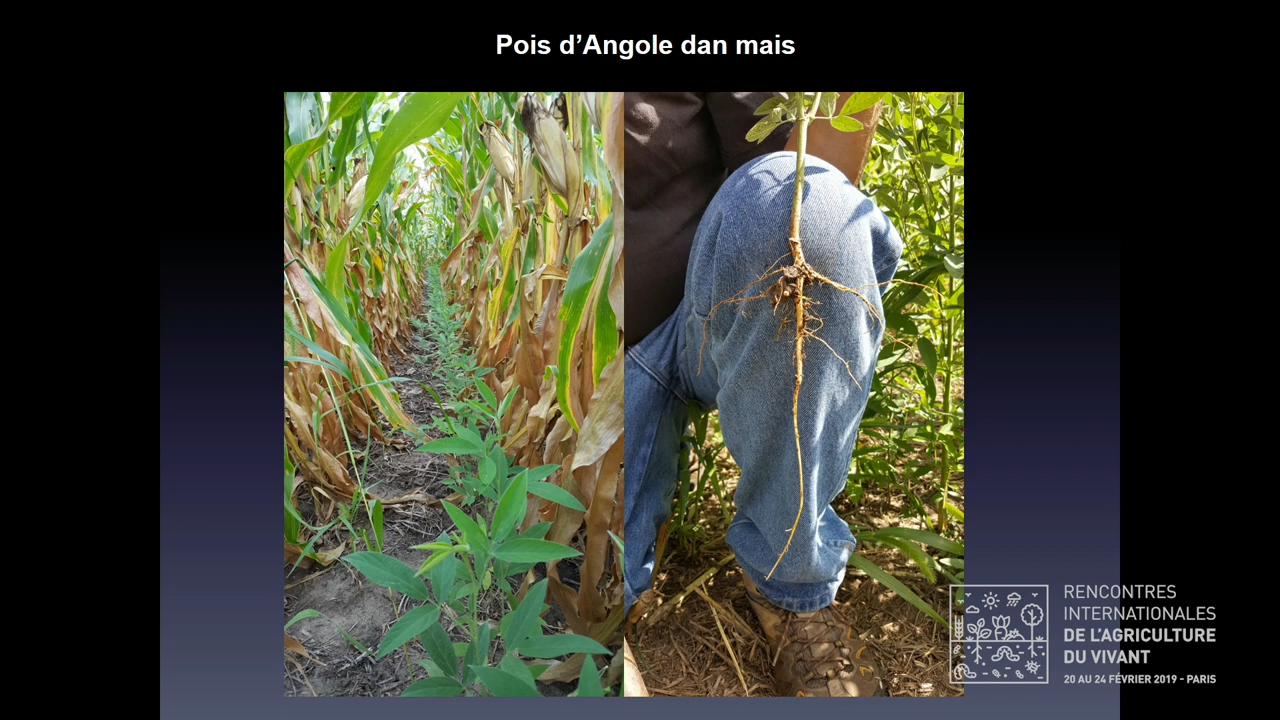 Pois d’Angole dan mais
RENCONTRES
INTERNATIONALES
DE L'AGRICULTURE
DU VIVANT
20 AU 24 FÉVRIER 2019 - PARIS